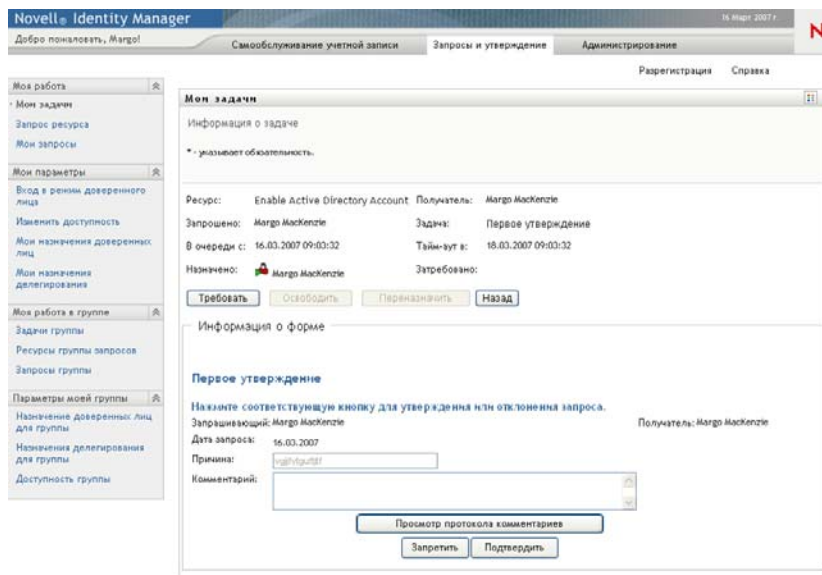 Novell® Identity Manager
16 Март 2007 г.
N
Добро пожаловать, Margo!
Самообслуживание учетной записи
Запросы и утверждение
Администрирование
Разрегистрация
Справка
Моя работа
Мои задачи
Запрос ресурса
Мои запросы
Мои параметры
Вход в режим доверенного лица
Изменить доступность
Мои назначения доверенных лиц
Мои назначения делегирования
Моя работа в группе
Задачи группы
Ресурсы группы запросов
Запросы группы
Параметры моей группы
Назначение доверенных лиц для группы
Назначения делегирования для группы
Доступность группы
Мои задачи
Информация о задаче
* - указывает обязательность.
Ресурс: Enable Active Directory Account Получатель: Margo MacKenzie
Запрошено: Margo MacKenzie Задача: Первое утверждение
В очереди с: 16.03.2007 09:03:32 Тайм-аут в: 18.03.2007 09:03:32
Назначено: Margo MacKenzie Затребовано:
Требовать Освободить Переназначить Назад
Информация о форме
Первое утверждение
Нажмите соответствующую кнопку для утверждения или отклонения запроса.
Запрашивающий: Margo MacKenzie Получатель: Margo MacKenzie
Дата запроса: 16.03.2007
Причина:
Комментарий:
Просмотр протокола комментариев
Запретить Подтвердить